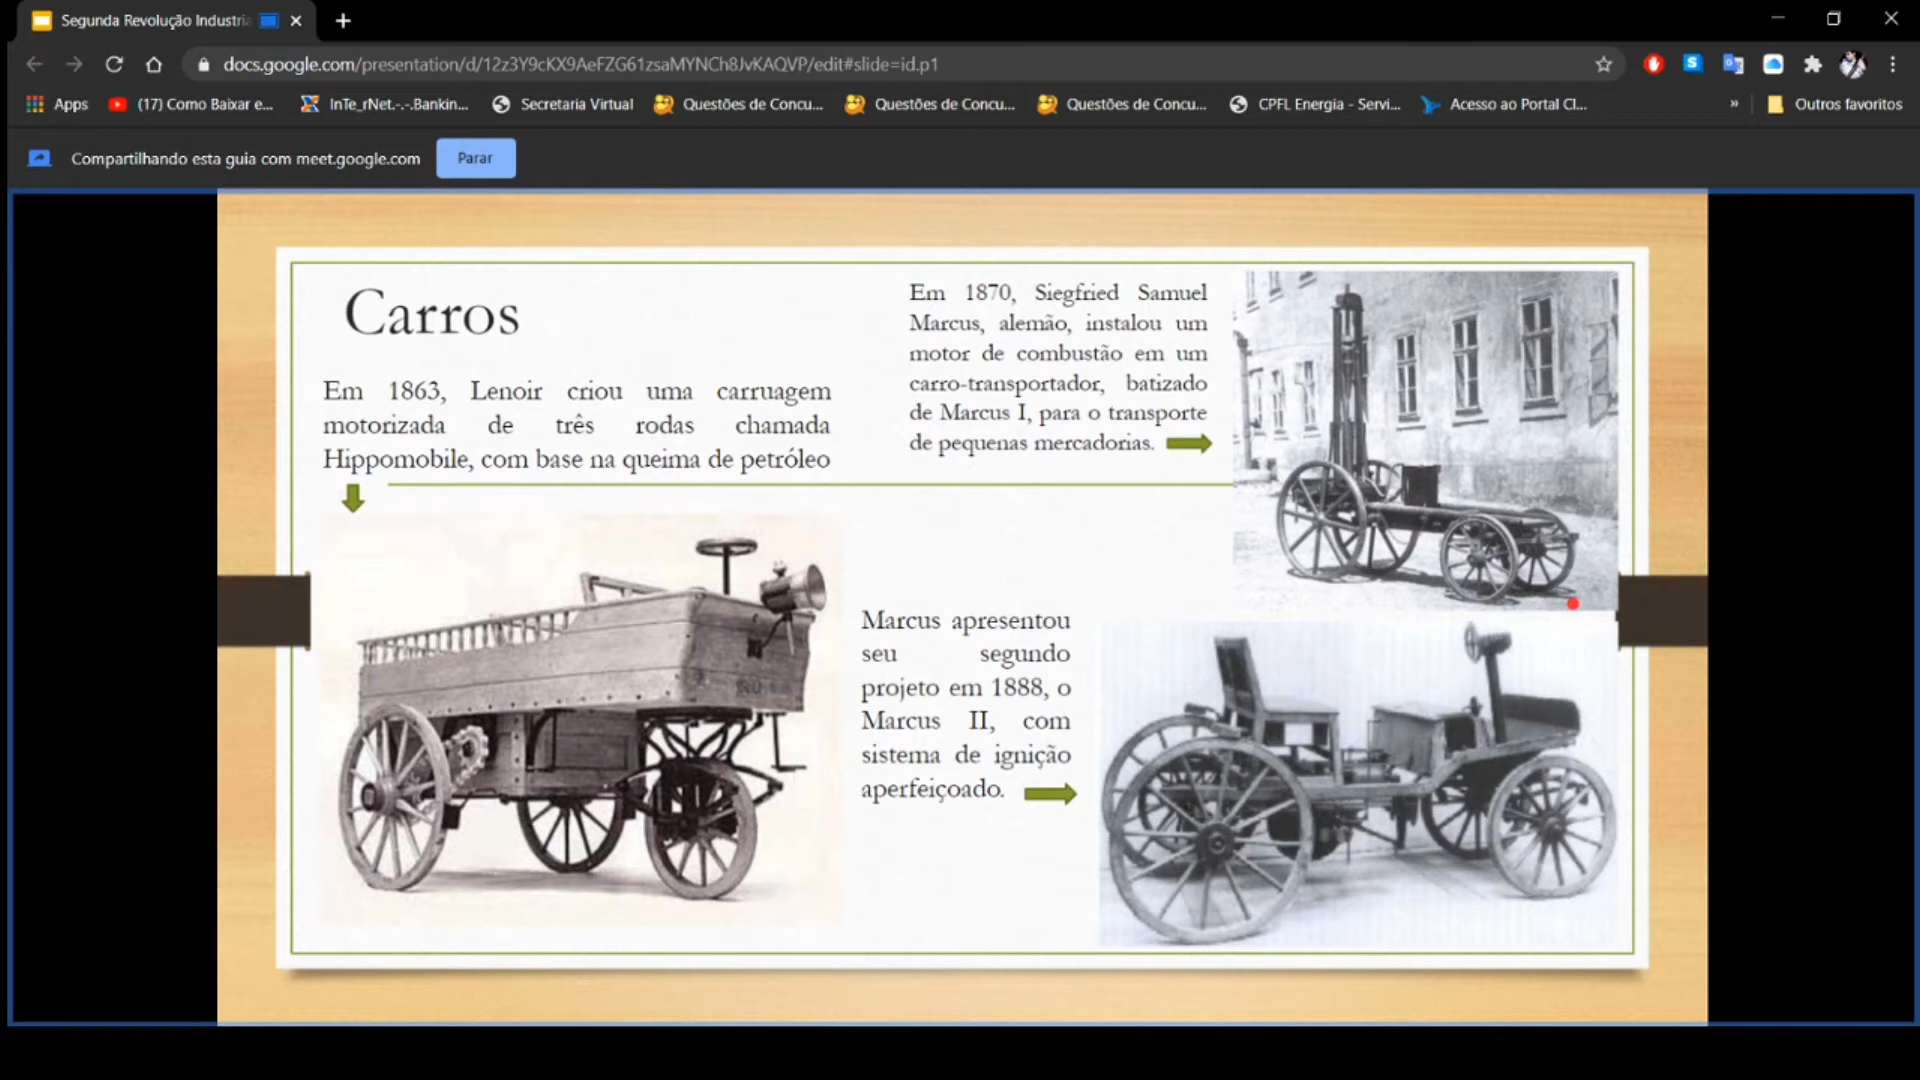 Segunda Revolução Industria
docs.google.com/presentation/d/12z3Y9cKX9AeFZG61zsaMYNCh8JvKAQVP/edit#slide=id.p1
Apps
(17) Como Baixar e...
InTe_rNet.-.-.Bankin...
Secretaria Virtual
Questões de Concu...
Questões de Concu...
Questões de Concu...
CPFL Energia - Servi...
Acesso ao Portal Cl...
»
Outros favoritos
Compartilhando esta guia com meet.google.com
Parar
Carros
Em 1863, Lenoir criou uma carruagem
motorizada de três rodas chamada
Hippomobile, com base na queima de petróleo
Em 1870, Siegfried Samuel
Marcus, alemão, instalou um
motor de combustão em um
carro-transportador, batizado
de Marcus I, para o transporte
de pequenas mercadorias.
Marcus apresentou
seu segundo
projeto em 1888, o
Marcus II, com
sistema de ignição
aperfeiçoado.